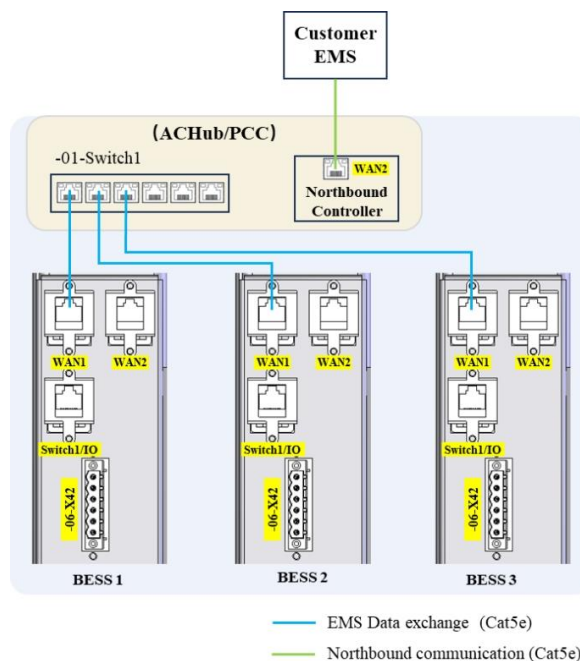 Customer
EMS
(ACHub/PCC)
-01-Switch1
WAN2
Northbound
Controller
WAN1
WAN2
Switch1/IO
-06-X42
BESS 1
WAN1
WAN2
Switch1/IO
-06-X42
BESS 2
WAN1
WAN2
Switch1/IO
-06-X42
BESS 3
EMS Data exchange (Cat5e)
Northbound communication (Cat5e)